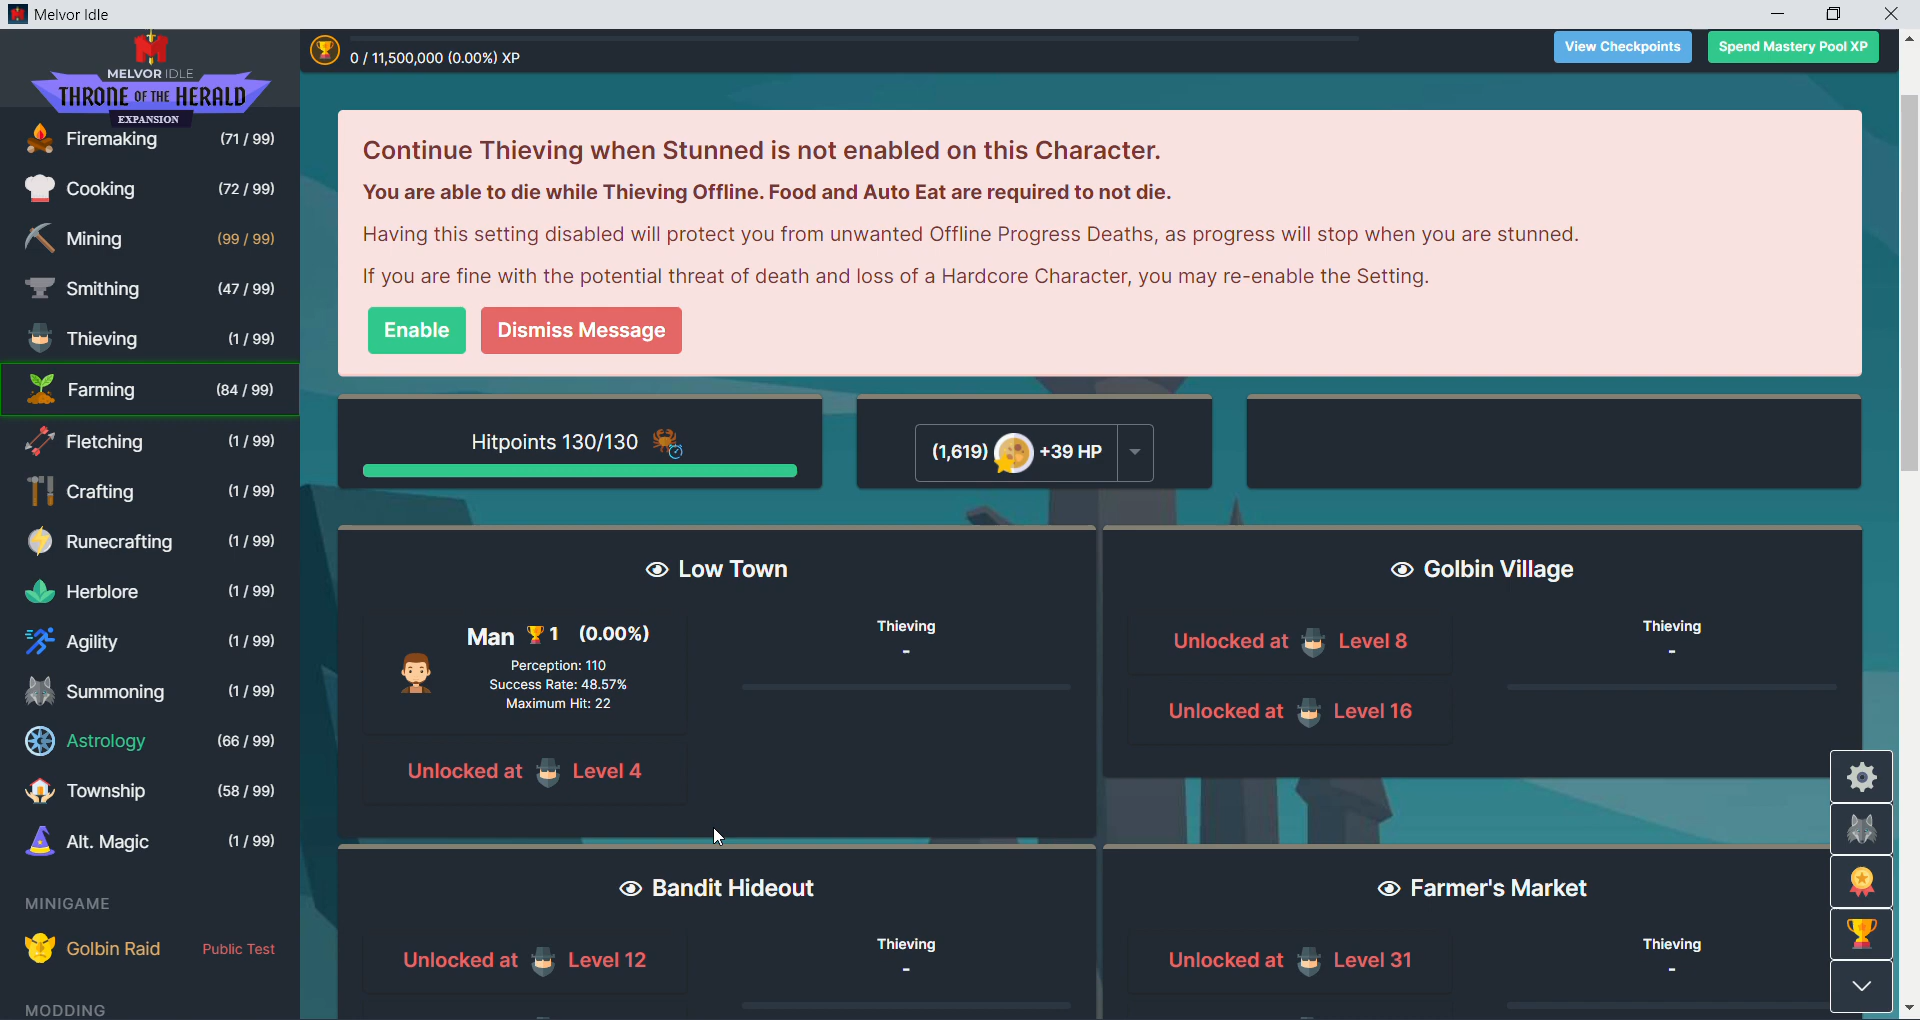 Melvor Idle
MELVOR IDLE
THRONE OF THE HERALD
EXPANSION
Firemaking (71 / 99)
Cooking (72 / 99)
Mining (99 / 99)
Smithing (47 / 99)
Thieving (1 / 99)
Farming (84 / 99)
Fletching (1 / 99)
Crafting (1 / 99)
Runecrafting (1 / 99)
Herblore (1 / 99)
Agility (1 / 99)
Summoning (1 / 99)
Astrology (66 / 99)
Township (58 / 99)
Alt. Magic (1 / 99)
MINIGAME
Golbin Raid Public Test
MODDING
0 / 11,500,000 (0.00%) XP
View Checkpoints
Spend Mastery Pool XP
Continue Thieving when Stunned is not enabled on this Character.
You are able to die while Thieving Offline. Food and Auto Eat are required to not die.
Having this setting disabled will protect you from unwanted Offline Progress Deaths, as progress will stop when you are stunned.
If you are fine with the potential threat of death and loss of a Hardcore Character, you may re-enable the Setting.
Enable
Dismiss Message
Hitpoints 130/130
(1,619) +39 HP
Low Town
Man 1 (0.00%)
Perception: 110
Success Rate: 48.57%
Maximum Hit: 22
Unlocked at Level 4
Thieving
-
Golbin Village
Unlocked at Level 8
Unlocked at Level 16
Thieving
-
Bandit Hideout
Unlocked at Level 12
Thieving
-
Farmer's Market
Unlocked at Level 31
Thieving
-